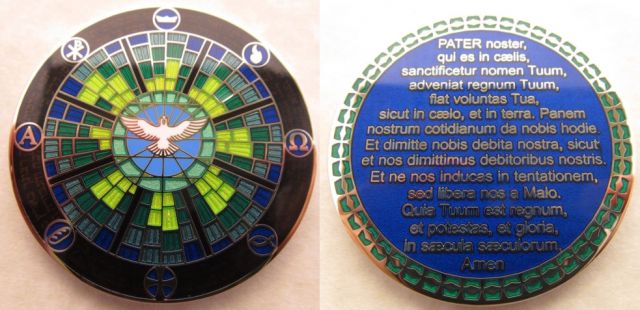 A
Ω
PATER noster,
qui es in cælis,
sanctificetur nomen Tuum,
adveniat regnum Tuum,
fiat voluntas Tua,
sicut in cælo, et in terra. Panem
nostrum cotidianum da nobis hodie.
Et dimitte nobis debita nostra, sicut
et nos dimittimus debitoribus nostris.
Et ne nos inducas in tentationem,
sed libera nos a Malo.
Quia Tuum est regnum,
et potestas, et gloria,
in sæcula sæculorum,
Amen